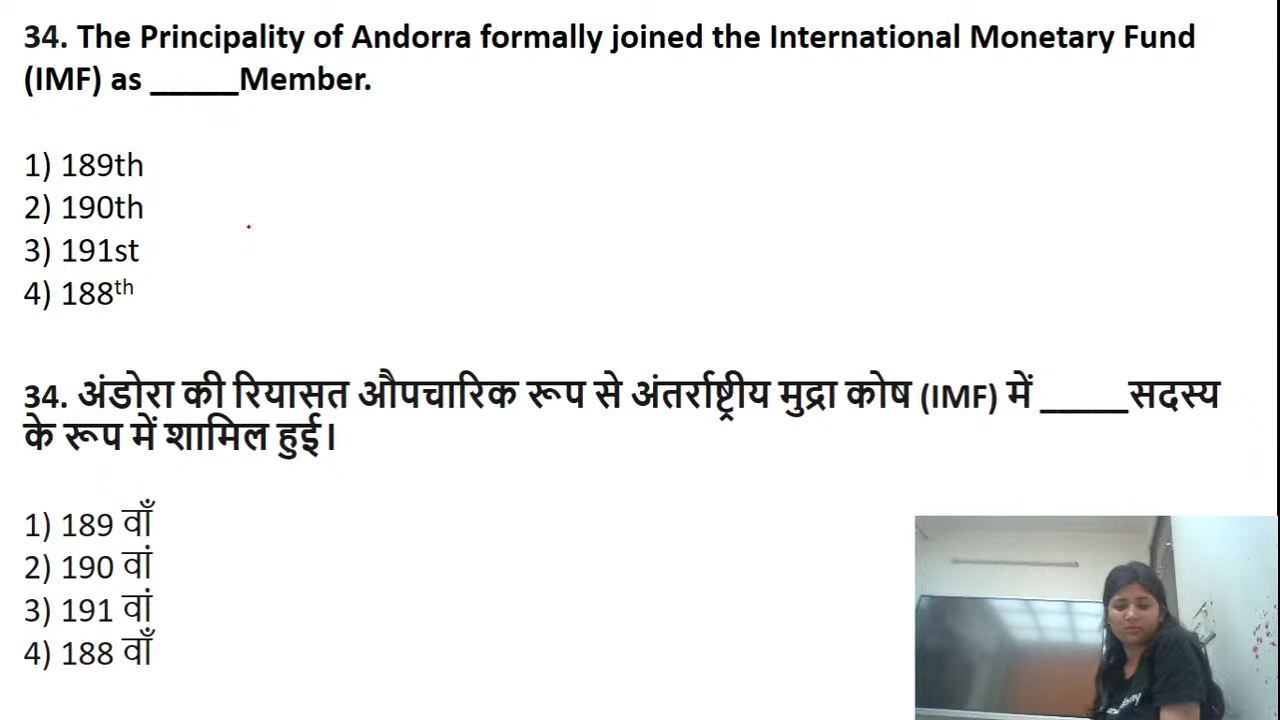 34. The Principality of Andorra formally joined the International Monetary Fund
(IMF) as _____Member.
1) 189th
2) 190th
3) 191st
4) 188th
34. अंडोरा की रियासत औपचारिक रूप से अंतर्राष्ट्रीय मुद्रा कोष (IMF) में _____सदस्य
के रूप में शामिल हुई।
1) 189 वाँ
2) 190 वां
3) 191 वां
4) 188 वाँ